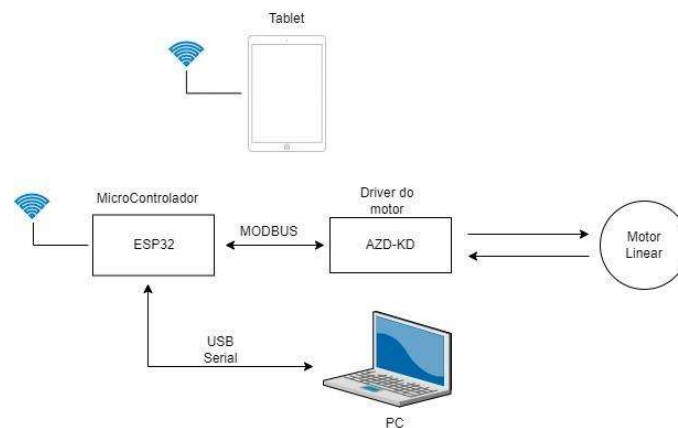 Tablet
MicroControlador
ESP32
MODBUS
Driver do
motor
AZD-KD
Motor
Linear
USB
Serial
PC